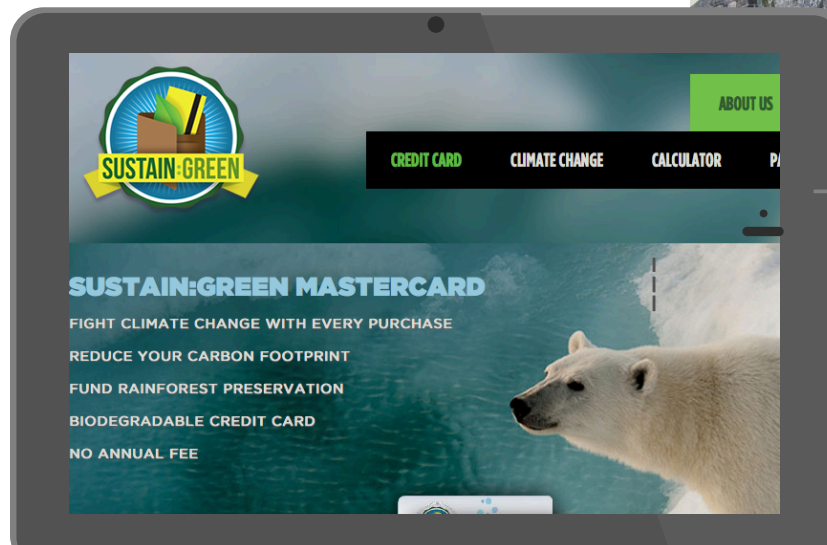 SUSTAIN:GREEN
ABOUT US
CREDIT CARD CLIMATE CHANGE CALCULATOR
SUSTAIN:GREEN MASTERCARD
FIGHT CLIMATE CHANGE WITH EVERY PURCHASE
REDUCE YOUR CARBON FOOTPRINT
FUND RAINFOREST PRESERVATION
BIODEGRADABLE CREDIT CARD
NO ANNUAL FEE